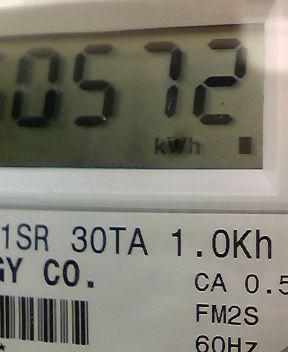 0572
kWh
1SR 30TA 1.0Kh
GY CO.
CA 0.5
FM2S
60Hz